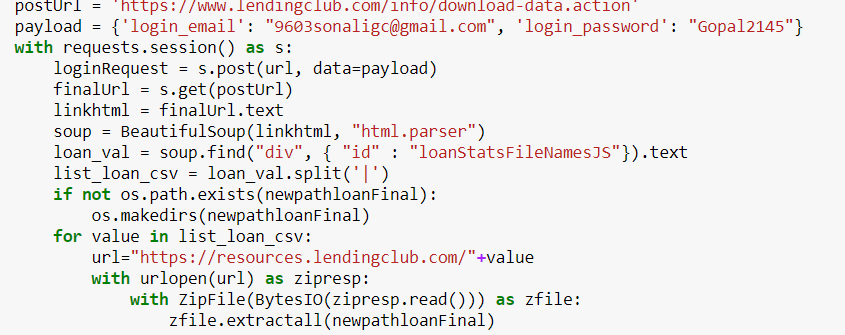 postUrl = 'https://www.lendingclub.com/info/download-data.action'
payload = {'login_email': "9603sonaligc@gmail.com", 'login_password': "Gopal2145"}
with requests.session() as s:
    loginRequest = s.post(url, data=payload)
    finalUrl = s.get(postUrl)
    linkhtml = finalUrl.text
    soup = BeautifulSoup(linkhtml, "html.parser")
    loan_val = soup.find("div", { "id" : "loanStatsFileNamesJS"}).text
    list_loan_csv = loan_val.split('|')
    if not os.path.exists(newpathloanFinal):
        os.makedirs(newpathloanFinal)
    for value in list_loan_csv:
        url="https://resources.lendingclub.com/"+value
        with urlopen(url) as zipresp:
            with ZipFile(BytesIO(zipresp.read())) as zfile:
                zfile.extractall(newpathloanFinal)